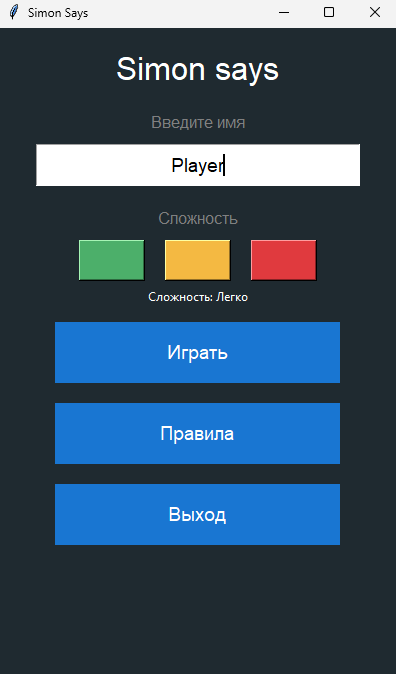 Simon Says
Simon says
Введите имя
Player
Сложность
Сложность: Легко
Играть
Правила
Выход